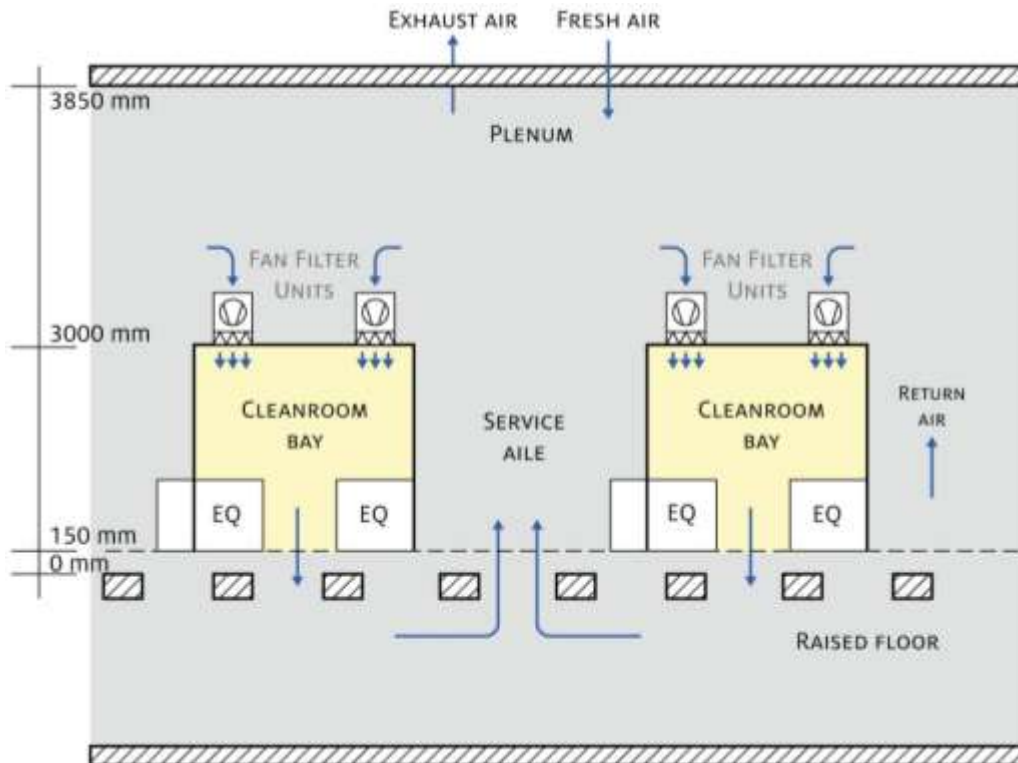 EXHAUST AIR FRESH AIR
3850 mm
PLENUM
FAN FILTER
UNITS
FAN FILTER
UNITS
3000 mm
CLEANROOM
BAY
SERVICE
AILE
CLEANROOM
BAY
RETURN
AIR
EQ EQ EQ EQ
150 mm
0 mm
RAISED FLOOR